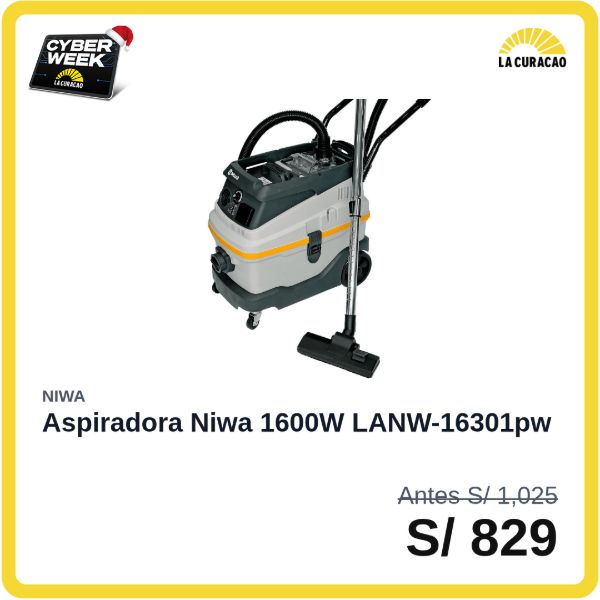 CYBER
WEEK
LA CURACAO
LA CURACAO
NIWA
Aspiradora Niwa 1600W LANW-16301pw
Antes S/ 1,025
S/ 829